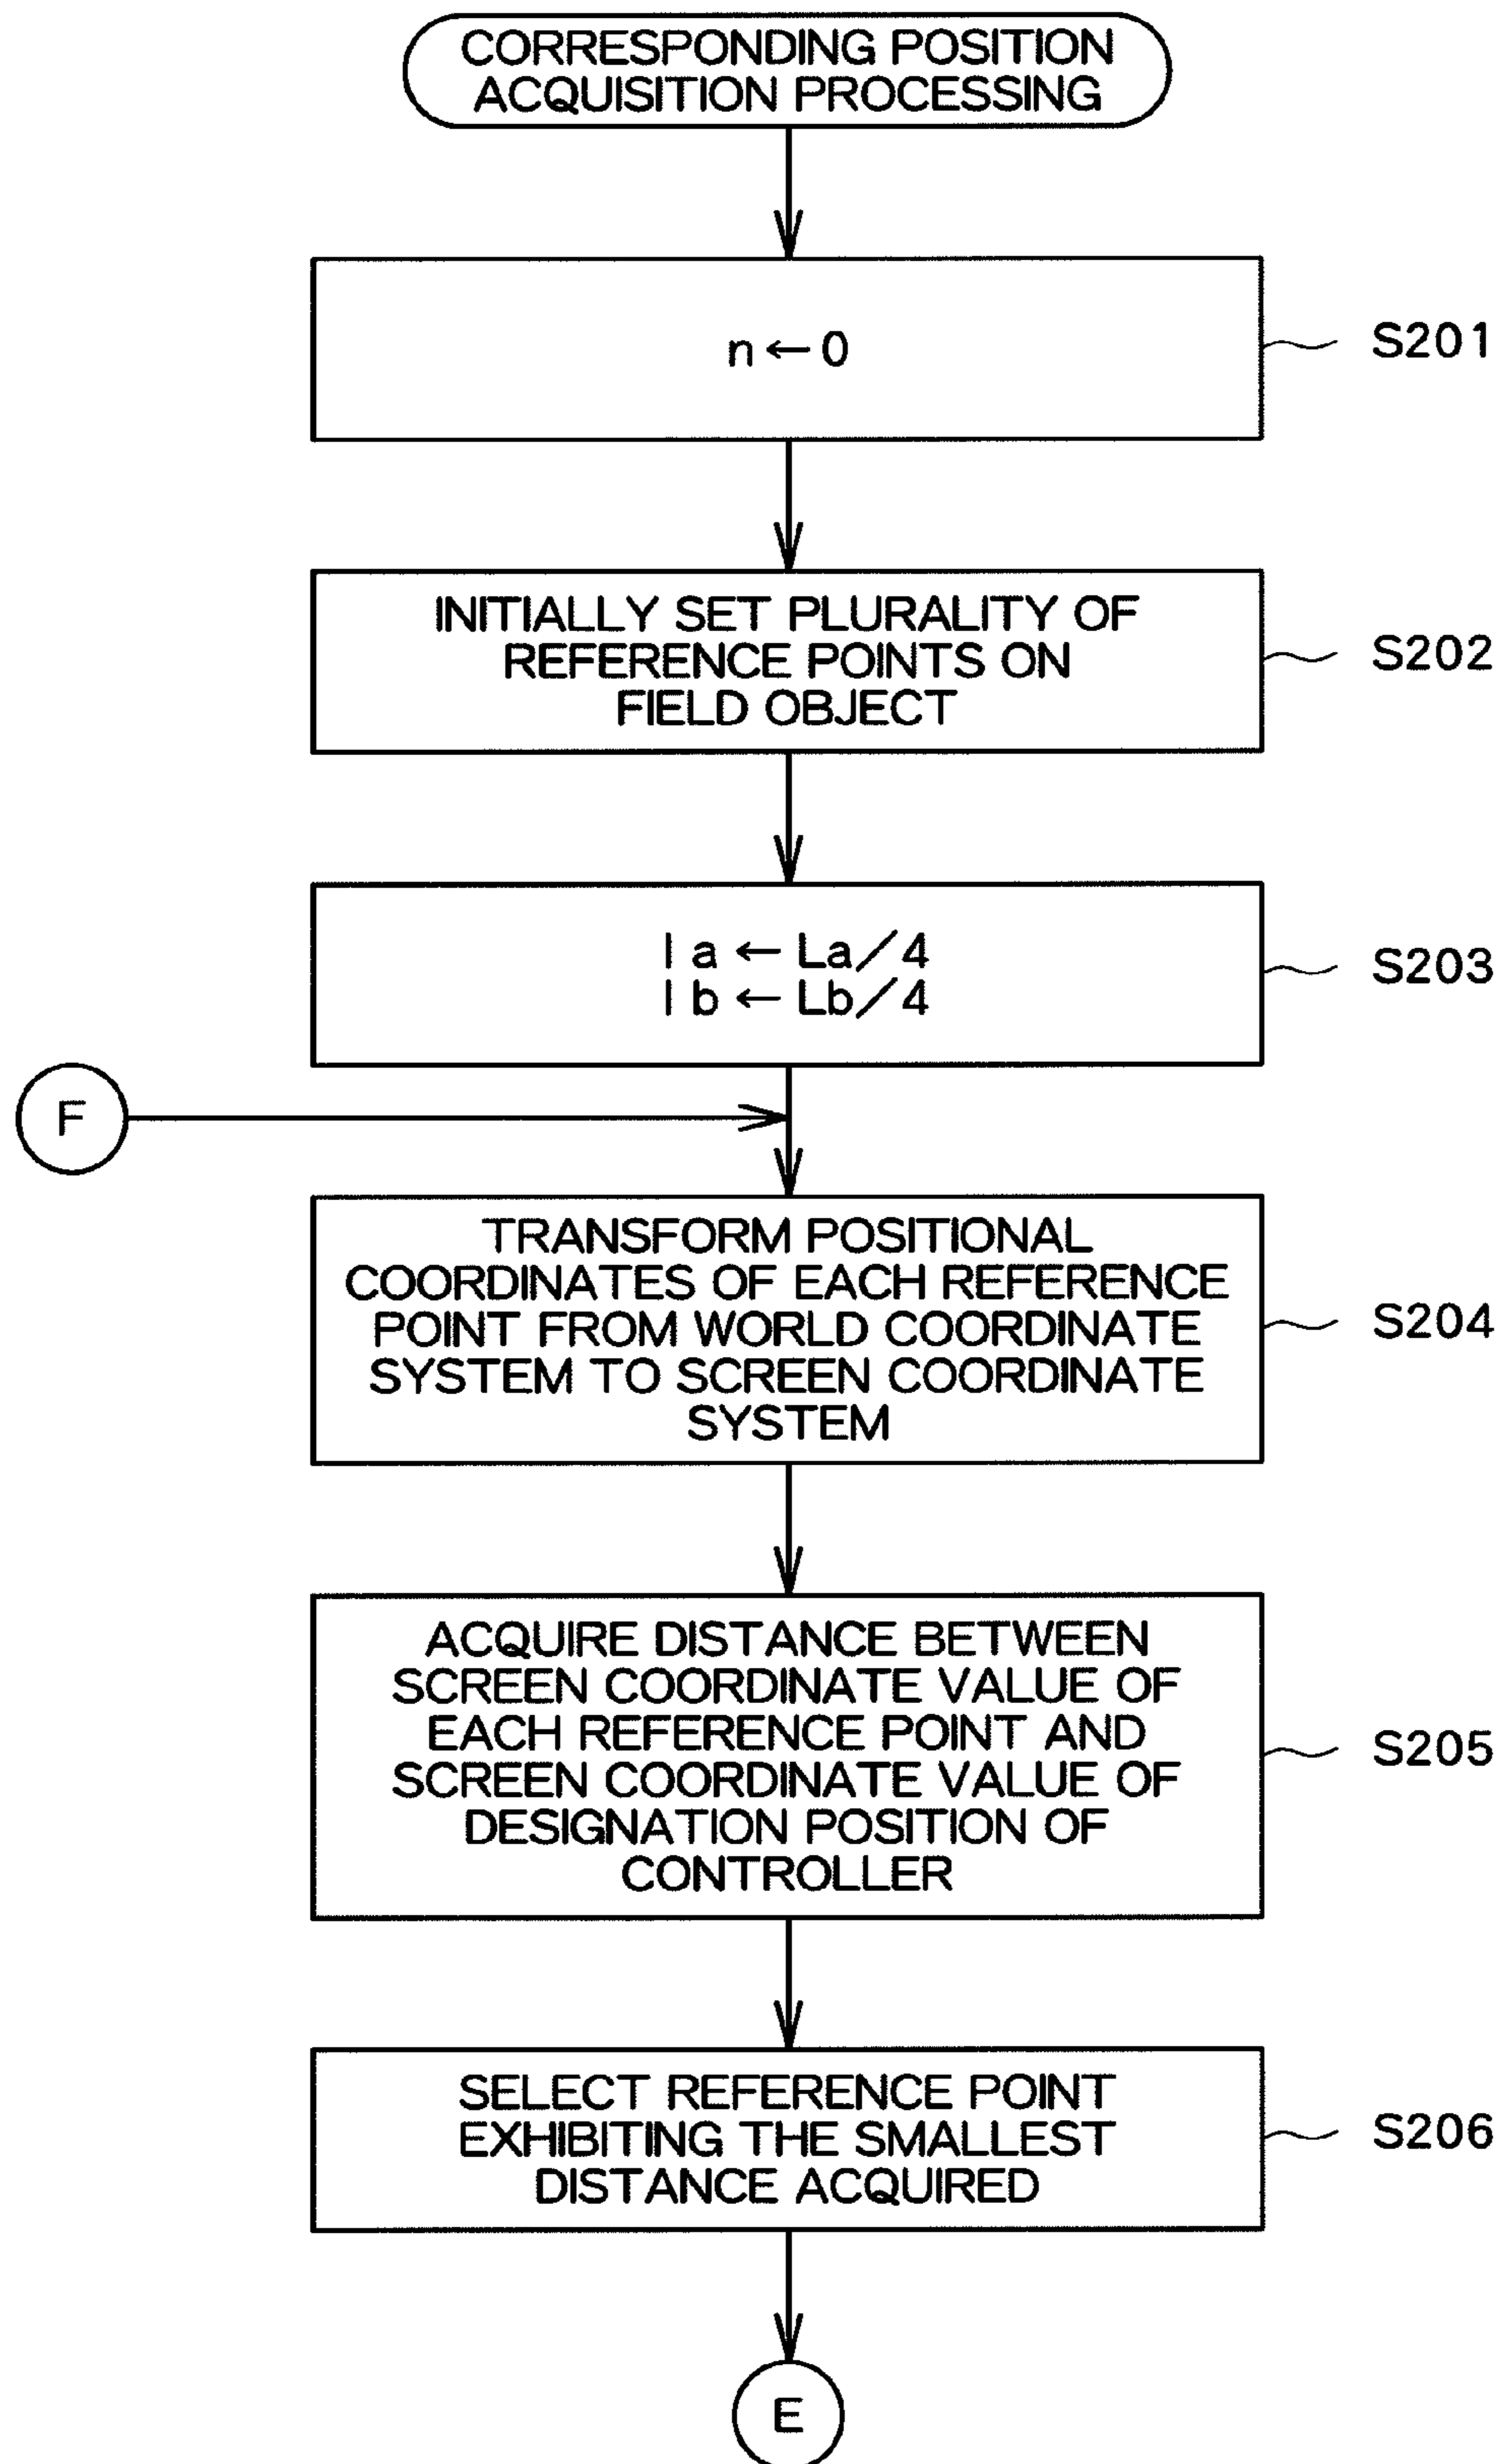 CORRESPONDING POSITION
ACQUISITION PROCESSING
n←0
S201
INITIALLY SET PLURALITY OF
REFERENCE POINTS ON
FIELD OBJECT
S202
la ← La/4
lb ← Lb/4
S203
F
TRANSFORM POSITIONAL
COORDINATES OF EACH REFERENCE
POINT FROM WORLD COORDINATE
SYSTEM TO SCREEN COORDINATE
SYSTEM
S204
ACQUIRE DISTANCE BETWEEN
SCREEN COORDINATE VALUE OF
EACH REFERENCE POINT AND
SCREEN COORDINATE VALUE OF
DESIGNATION POSITION OF
CONTROLLER
S205
SELECT REFERENCE POINT
EXHIBITING THE SMALLEST
DISTANCE ACQUIRED
S206
E